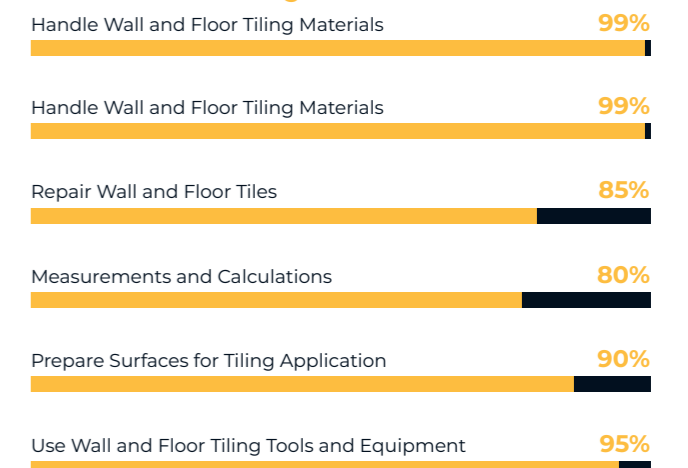 Handle Wall and Floor Tiling Materials 99%
Handle Wall and Floor Tiling Materials 99%
Repair Wall and Floor Tiles 85%
Measurements and Calculations 80%
Prepare Surfaces for Tiling Application 90%
Use Wall and Floor Tiling Tools and Equipment 95%